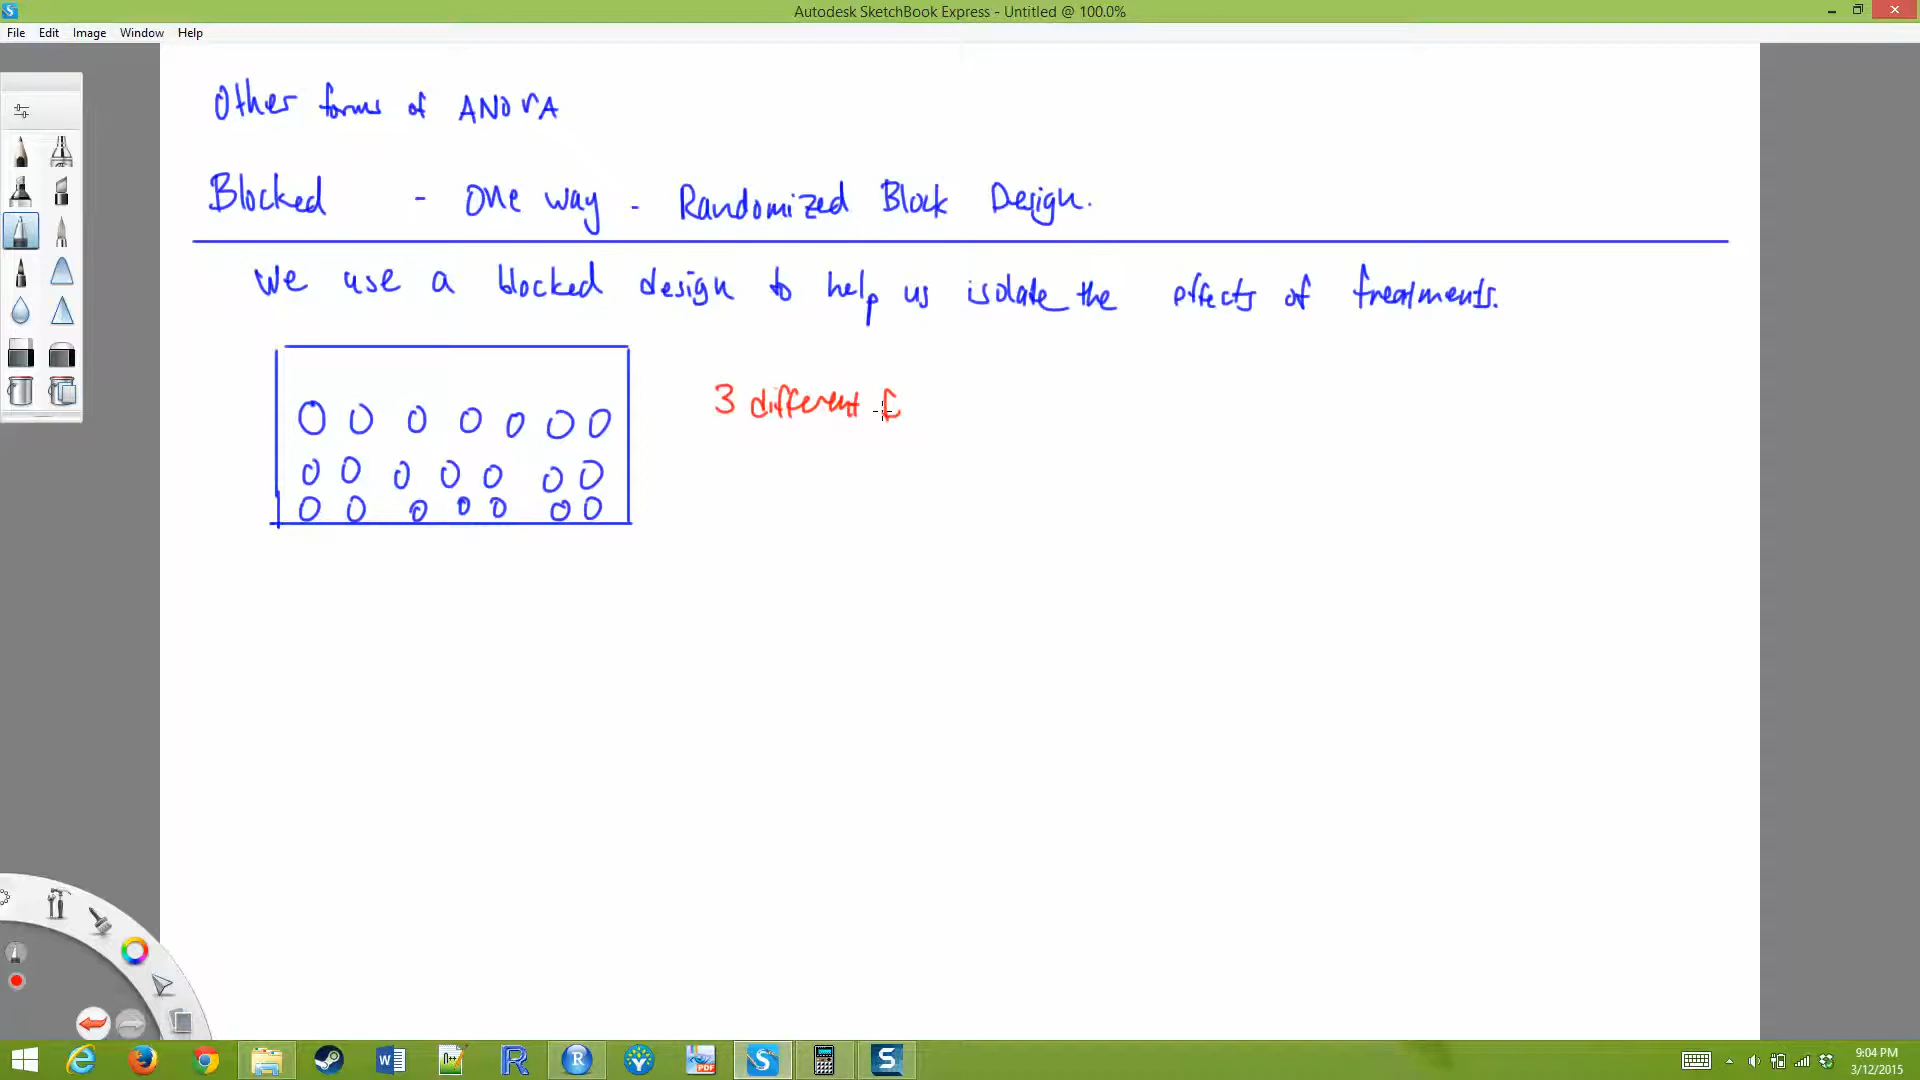 Autodesk SketchBook Express - Untitled @ 100.0%
File Edit Image Window Help
Other forms of ANOVA
Blocked - One way - Randomized Block Design.
We use a blocked design to help us isolate the effects of treatments.
3 different f
9:04 PM
3/12/2015